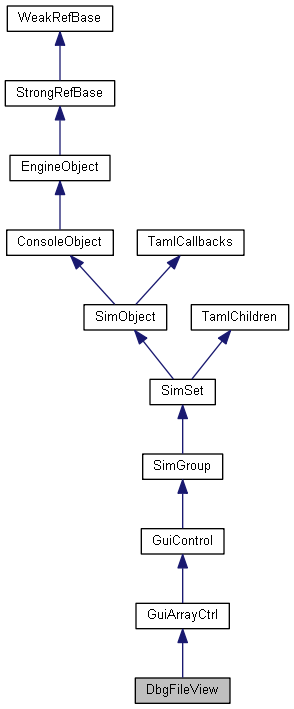 WeakRefBase
StrongRefBase
EngineObject
ConsoleObject
TamlCallbacks
SimObject
TamlChildren
SimSet
SimGroup
GuiControl
GuiArrayCtrl
DbgFileView